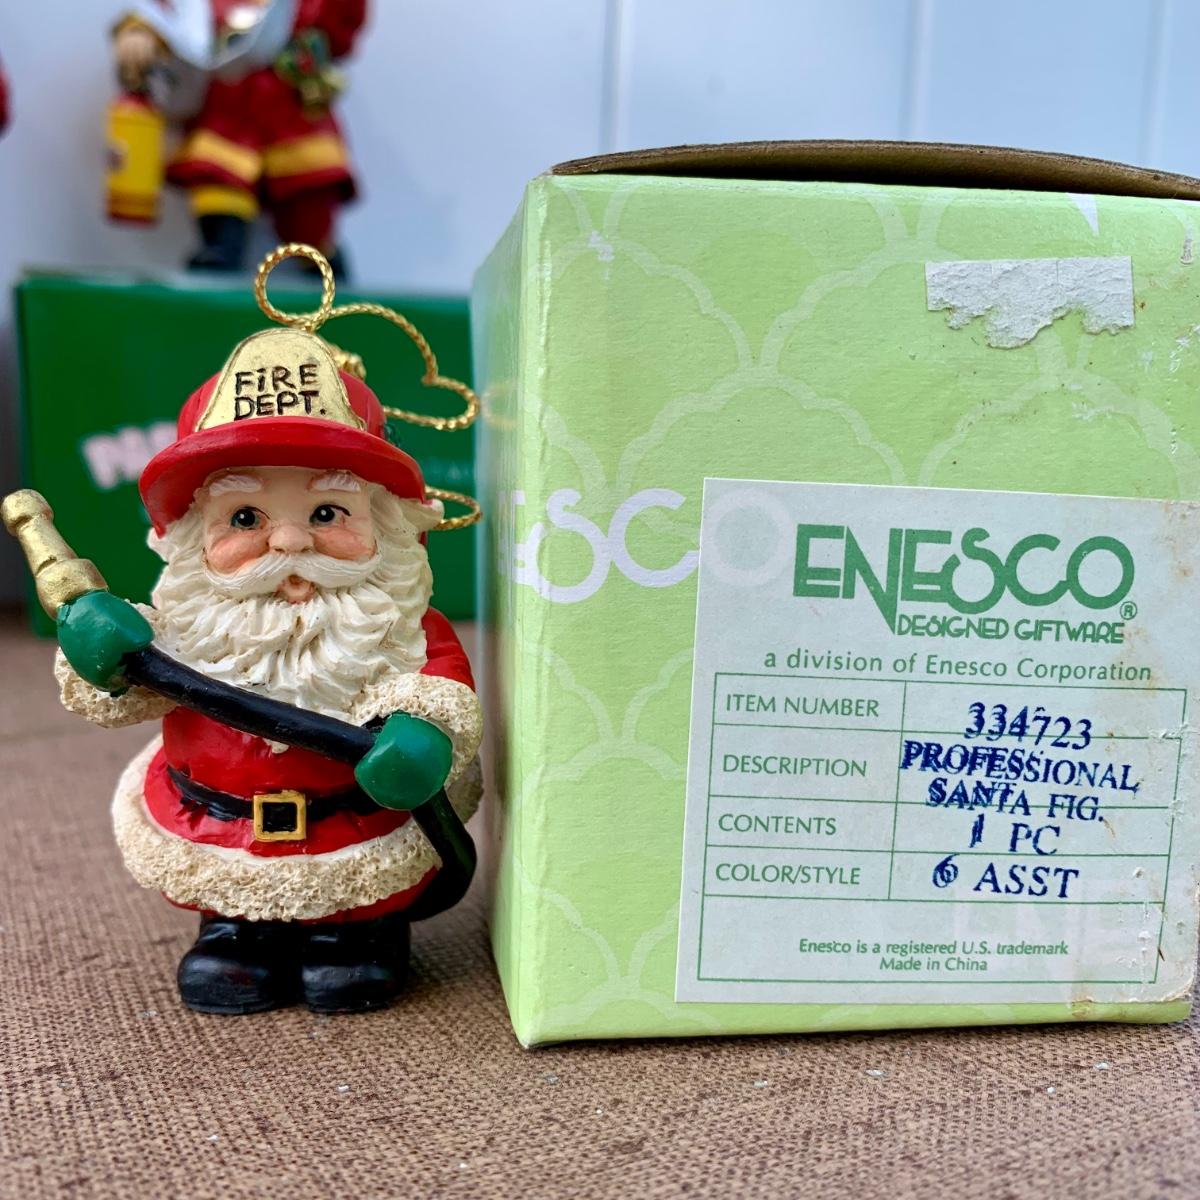 FiRE
DEPT.
ESCO
ENESCO®
DESIGNED GIFTWARE
a division of Enesco Corporation
ITEM NUMBER 334723
DESCRIPTION PROFESSIONAL
SANTA FIG.
CONTENTS 1 PC
COLOR/STYLE 6 ASST
Enesco is a registered U.S. trademark
Made in China